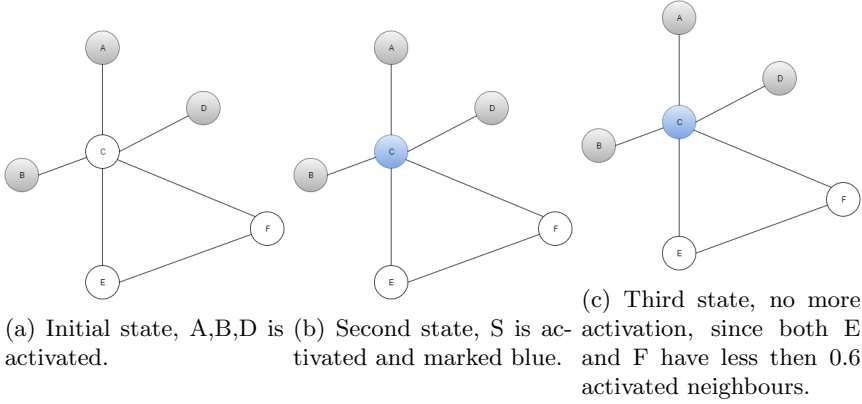 A
D
C
B
F
E
(a) Initial state, A,B,D is
activated.
A
D
C
B
F
E
(b) Second state, S is ac-
tivated and marked blue.
A
D
C
B
F
E
(c) Third state, no more
activation, since both E
and F have less then 0.6
activated neighbours.